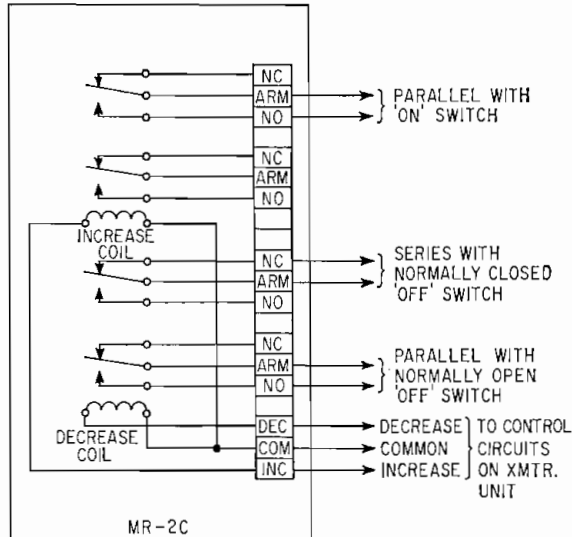 NC
ARM
NO
PARALLEL WITH
'ON' SWITCH
NC
ARM
NO
INCREASE
COIL
NC
ARM
NO
SERIES WITH
NORMALLY CLOSED
'OFF' SWITCH
NC
ARM
NO
PARALLEL WITH
NORMALLY OPEN
'OFF' SWITCH
DECREASE
COIL
DEC
COM
INC
DECREASE
COMMON
INCREASE
TO CONTROL
CIRCUITS
ON XMTR.
UNIT
MR-2C